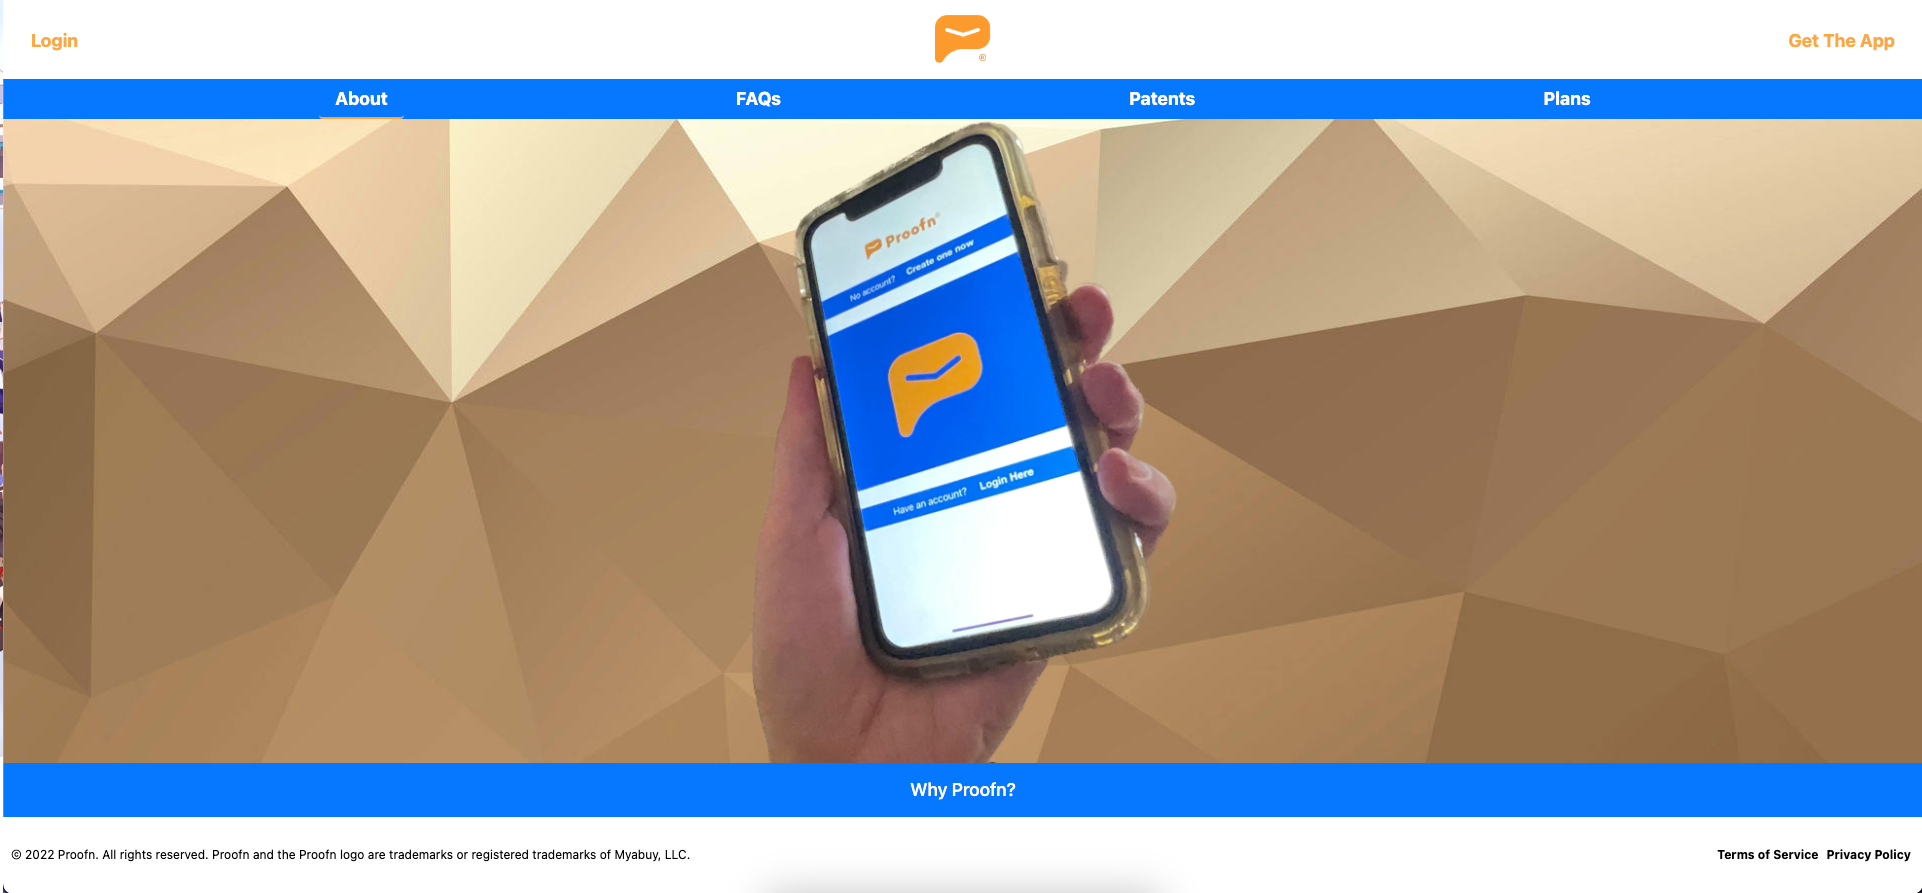 Login
®
Get The App
About
FAQs
Patents
Plans
Proofn®
No account? Create one now
Have an account? Login Here
Why Proofn?
© 2022 Proofn. All rights reserved. Proofn and the Proofn logo are trademarks or registered trademarks of Myabuy, LLC.
Terms of Service Privacy Policy